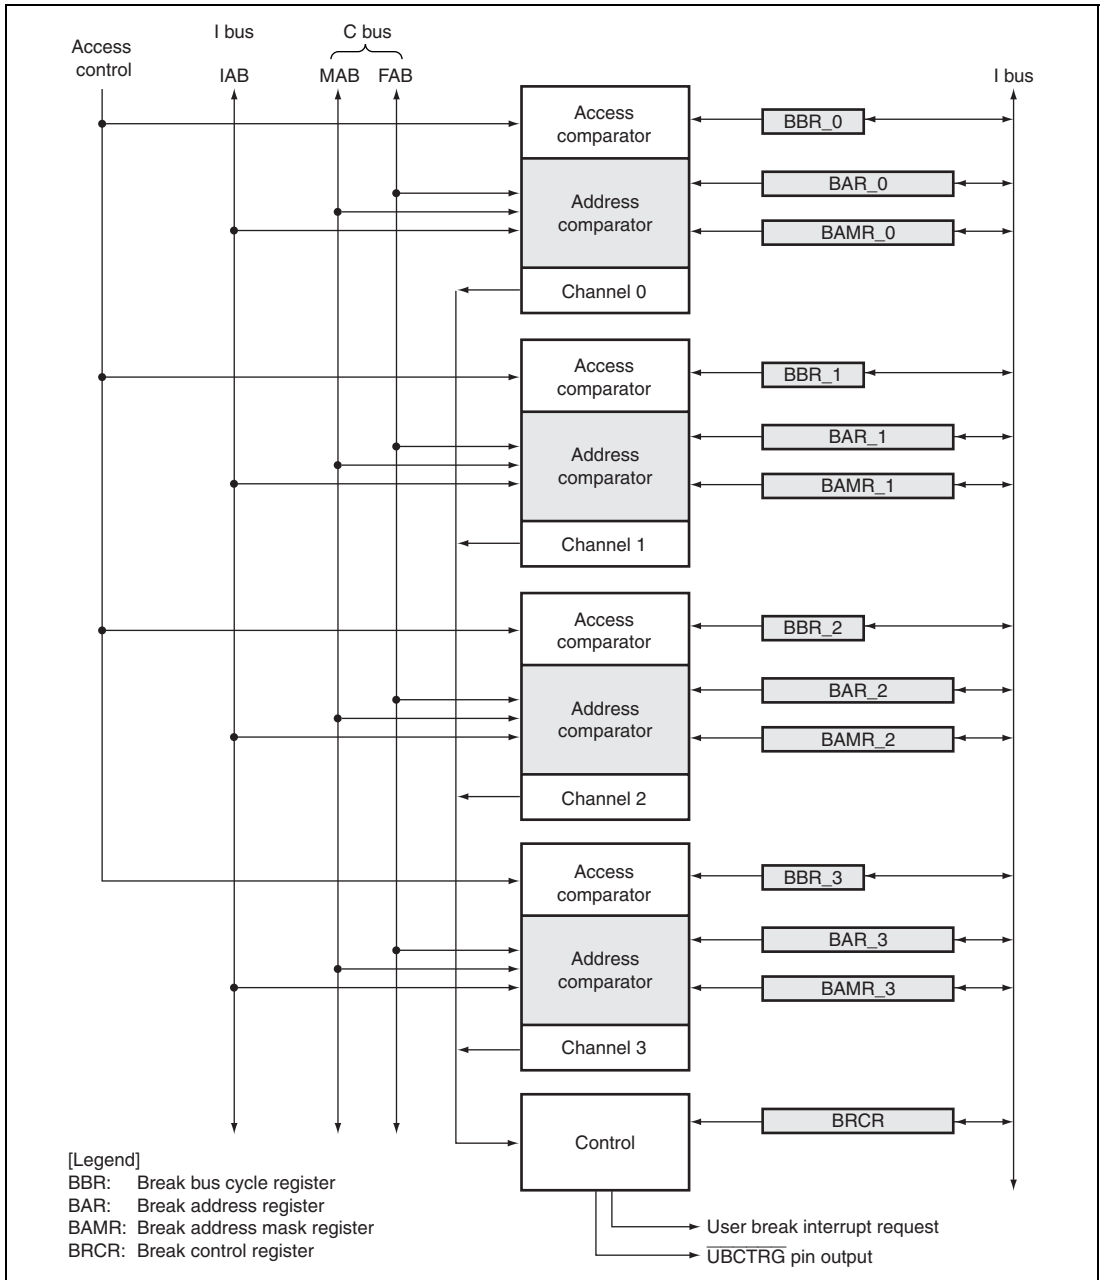 Access
control
I bus
IAB
C bus
MAB FAB
I bus
Access
comparator
Address
comparator
Channel 0
BBR_0
BAR_0
BAMR_0
Access
comparator
Address
comparator
Channel 1
BBR_1
BAR_1
BAMR_1
Access
comparator
Address
comparator
Channel 2
BBR_2
BAR_2
BAMR_2
Access
comparator
Address
comparator
Channel 3
BBR_3
BAR_3
BAMR_3
Control
BRCR
User break interrupt request
UBCTRG pin output
[Legend]
BBR: Break bus cycle register
BAR: Break address register
BAMR: Break address mask register
BRCR: Break control register